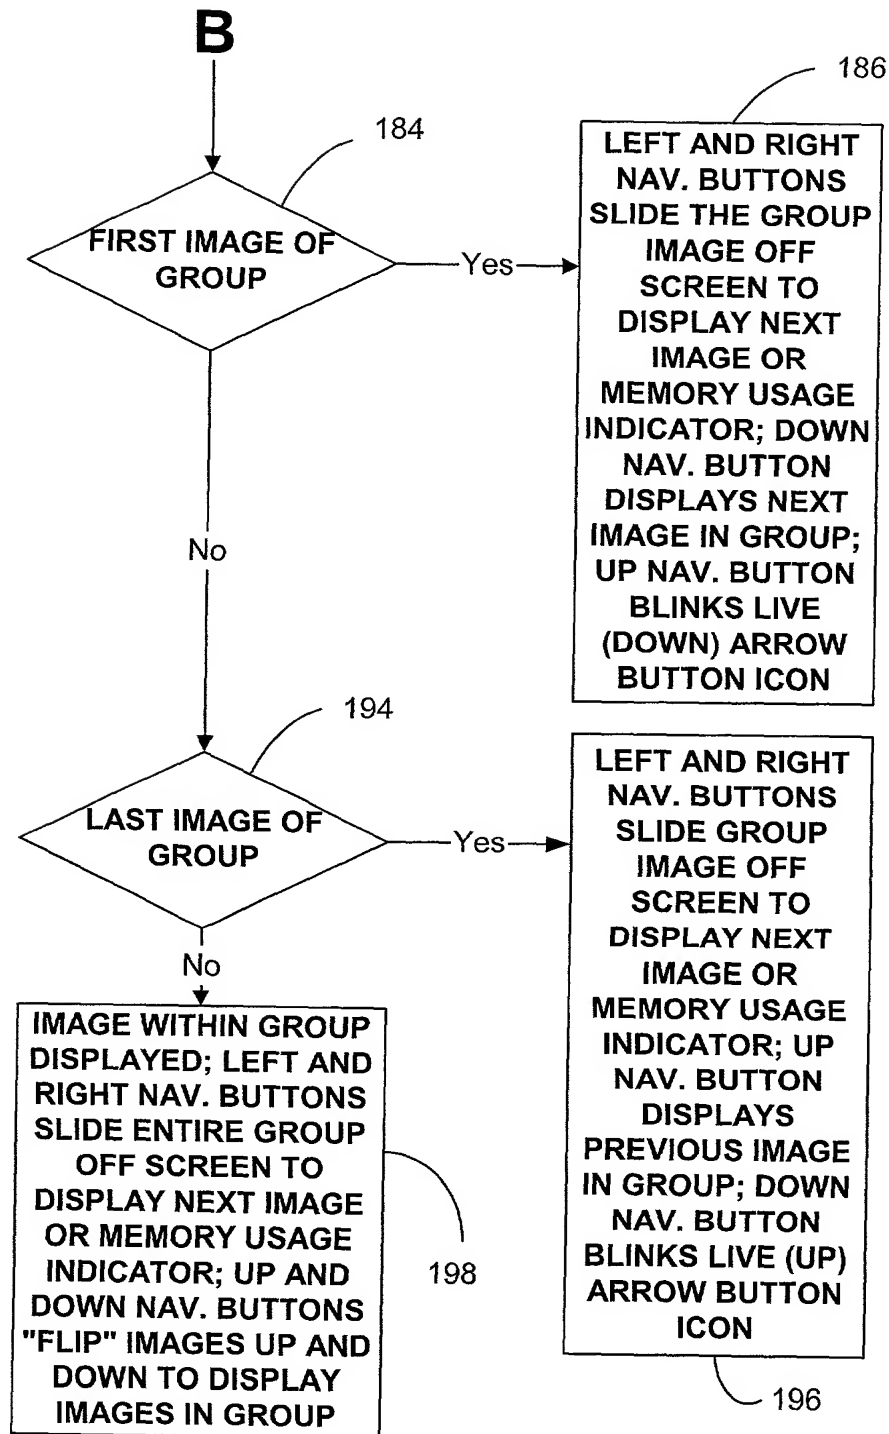 B
184
FIRST IMAGE OF
GROUP
Yes
186
LEFT AND RIGHT
NAV. BUTTONS
SLIDE THE GROUP
IMAGE OFF
SCREEN TO
DISPLAY NEXT
IMAGE OR
MEMORY USAGE
INDICATOR; DOWN
NAV. BUTTON
DISPLAYS NEXT
IMAGE IN GROUP;
UP NAV. BUTTON
BLINKS LIVE
(DOWN) ARROW
BUTTON ICON
No
194
LAST IMAGE OF
GROUP
Yes
LEFT AND RIGHT
NAV. BUTTONS
SLIDE GROUP
IMAGE OFF
SCREEN TO
DISPLAY NEXT
IMAGE OR
MEMORY USAGE
INDICATOR; UP
NAV. BUTTON
DISPLAYS
PREVIOUS IMAGE
IN GROUP; DOWN
NAV. BUTTON
BLINKS LIVE (UP)
ARROW BUTTON
ICON
196
No
IMAGE WITHIN GROUP
DISPLAYED; LEFT AND
RIGHT NAV. BUTTONS
SLIDE ENTIRE GROUP
OFF SCREEN TO
DISPLAY NEXT IMAGE
OR MEMORY USAGE
INDICATOR; UP AND
DOWN NAV. BUTTONS
"FLIP" IMAGES UP AND
DOWN TO DISPLAY
IMAGES IN GROUP
198